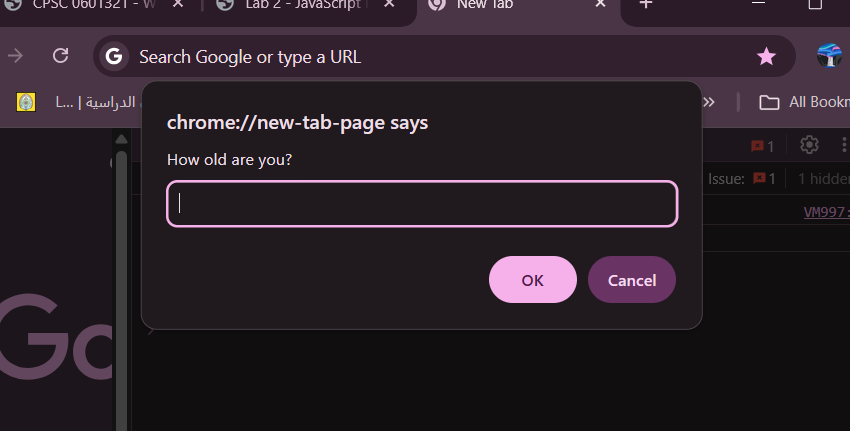 CPSC 0601321 - W
Lab 2 - JavaScript
New Tab
Search Google or type a URL
L... | الدراسية
All Bookm
chrome://new-tab-page says
How old are you?
OK
Cancel
1
Issue: 1
1 hidden
VM997:
Go